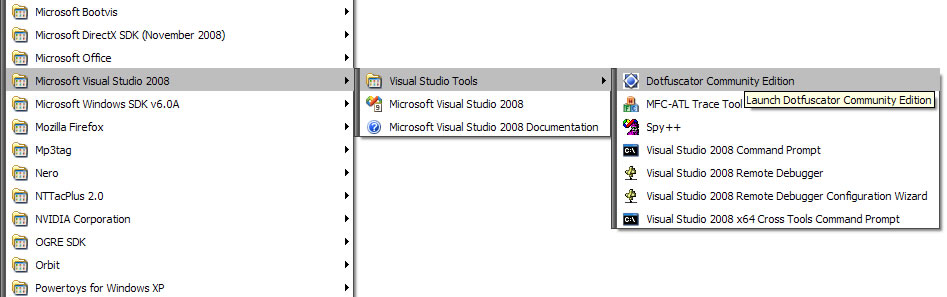 Microsoft Bootvis
Microsoft DirectX SDK (November 2008)
Microsoft Office
Microsoft Visual Studio 2008
Microsoft Windows SDK v6.0A
Mozilla Firefox
Mp3tag
Nero
NTTacPlus 2.0
NVIDIA Corporation
OGRE SDK
Orbit
Powertoys for Windows XP
Visual Studio Tools
Microsoft Visual Studio 2008
Microsoft Visual Studio 2008 Documentation
Dotfuscator Community Edition
Launch Dotfuscator Community Edition
MFC-ATL Trace Tool
Spy++
Visual Studio 2008 Command Prompt
Visual Studio 2008 Remote Debugger
Visual Studio 2008 Remote Debugger Configuration Wizard
Visual Studio 2008 x64 Cross Tools Command Prompt